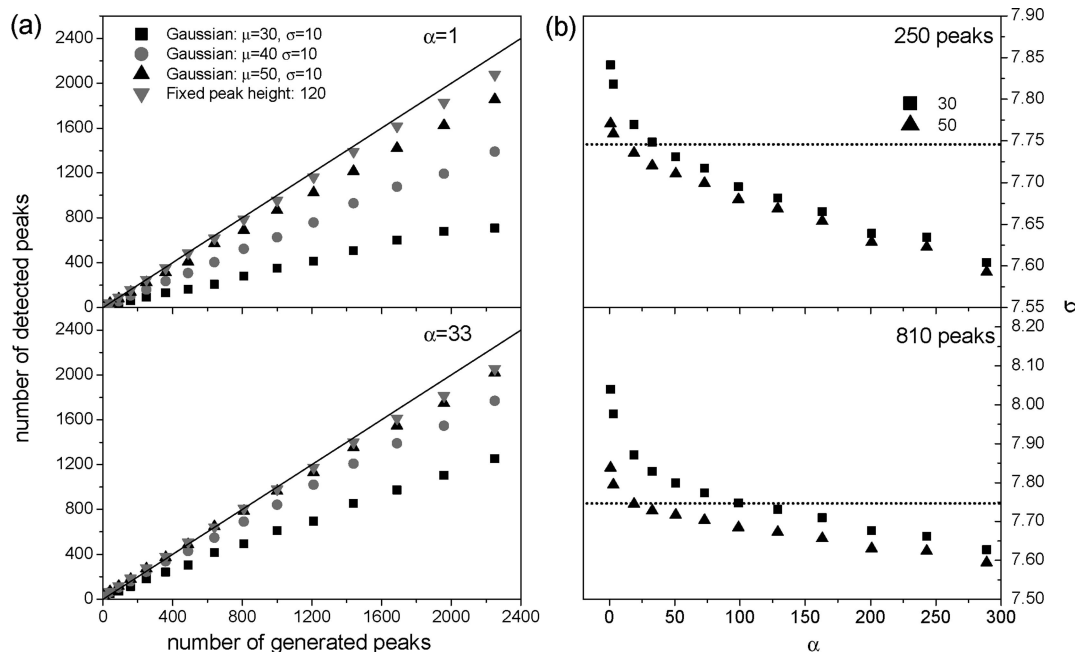 (a)
Gaussian: μ=30, σ=10
Gaussian: μ=40 σ=10
Gaussian: μ=50, σ=10
Fixed peak height: 120
α=1
2400
2000
1600
1200
800
400
0
α=33
2400
2000
1600
1200
800
400
0
number of detected peaks
0 400 800 1200 1600 2000 2400
number of generated peaks
(b)
250 peaks
30
50
7.90
7.85
7.80
7.75
7.70
7.65
7.60
7.55
σ
810 peaks
8.20
8.10
8.00
7.90
7.80
7.70
7.60
7.50
0 50 100 150 200 250 300
α